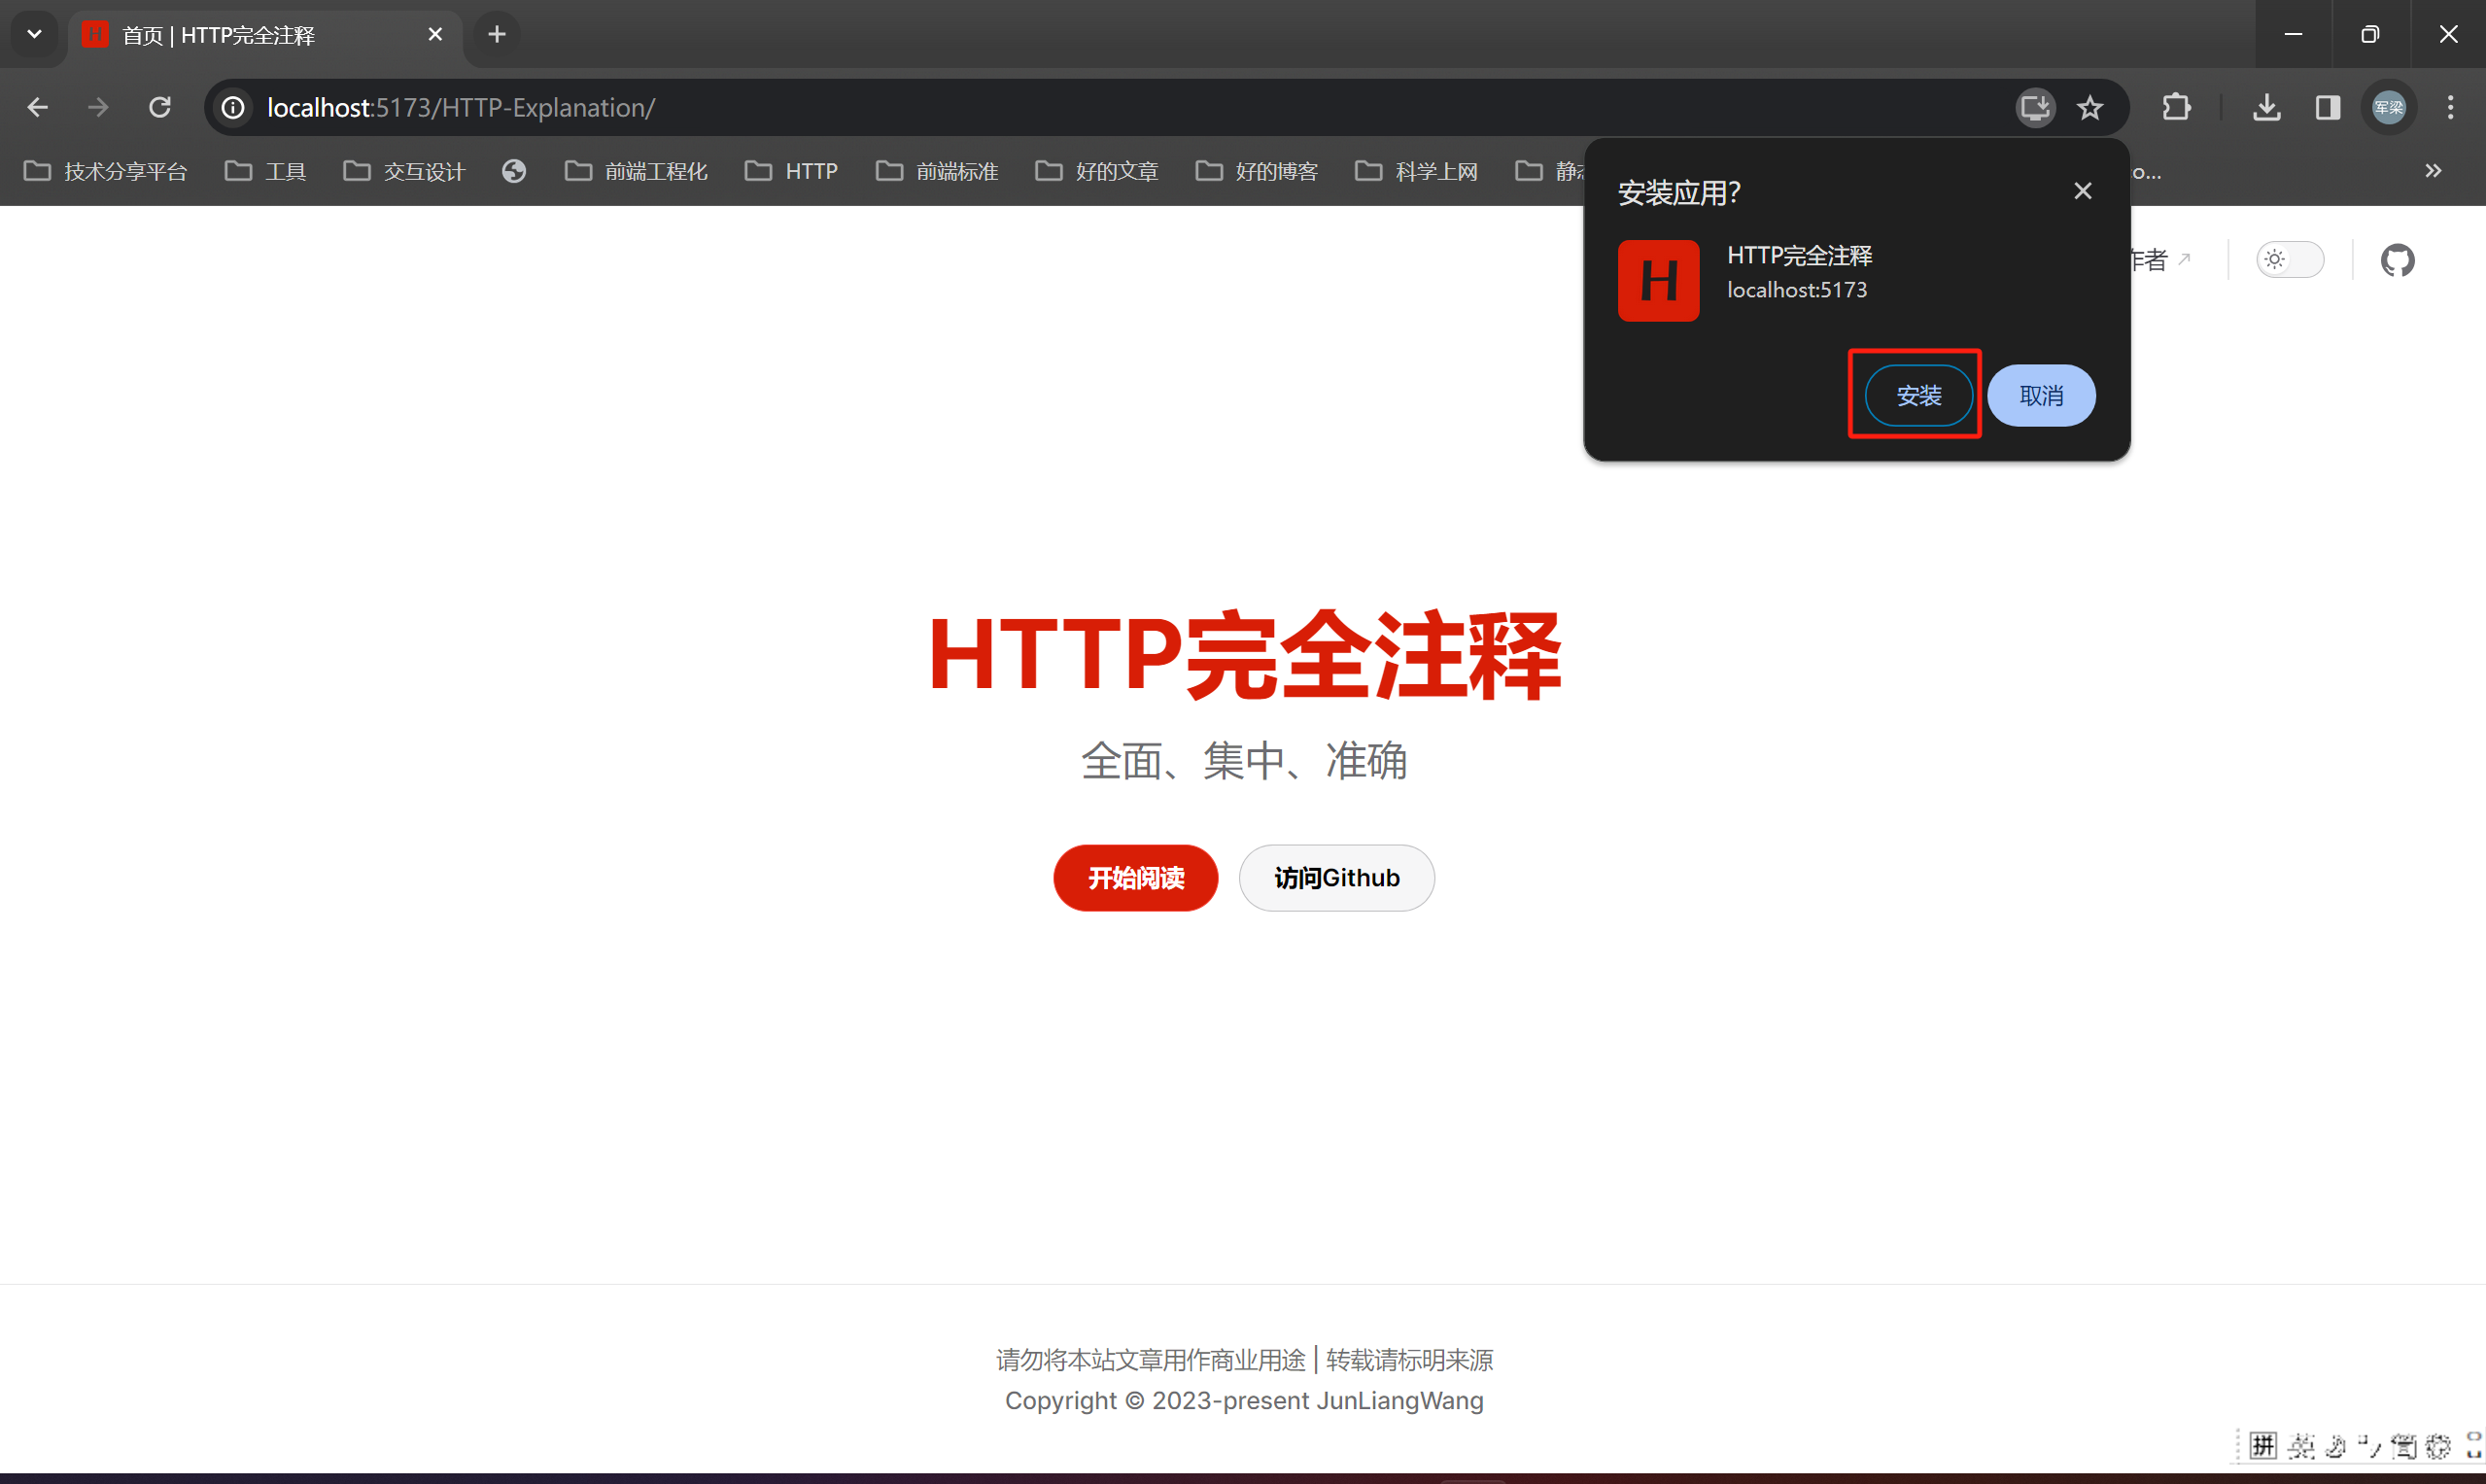 首页 | HTTP完全注释
localhost:5173/HTTP-Explanation/
军梁
技术分享平台
工具
交互设计
前端工程化
HTTP
前端标准
好的文章
好的博客
科学上网
o...
安装应用？
HTTP完全注释
localhost:5173
安装
取消
作者
HTTP完全注释
全面、集中、准确
开始阅读
访问Github
请勿将本站文章用作商业用途 | 转载请标明来源
Copyright © 2023-present JunLiangWang
拼 英 简